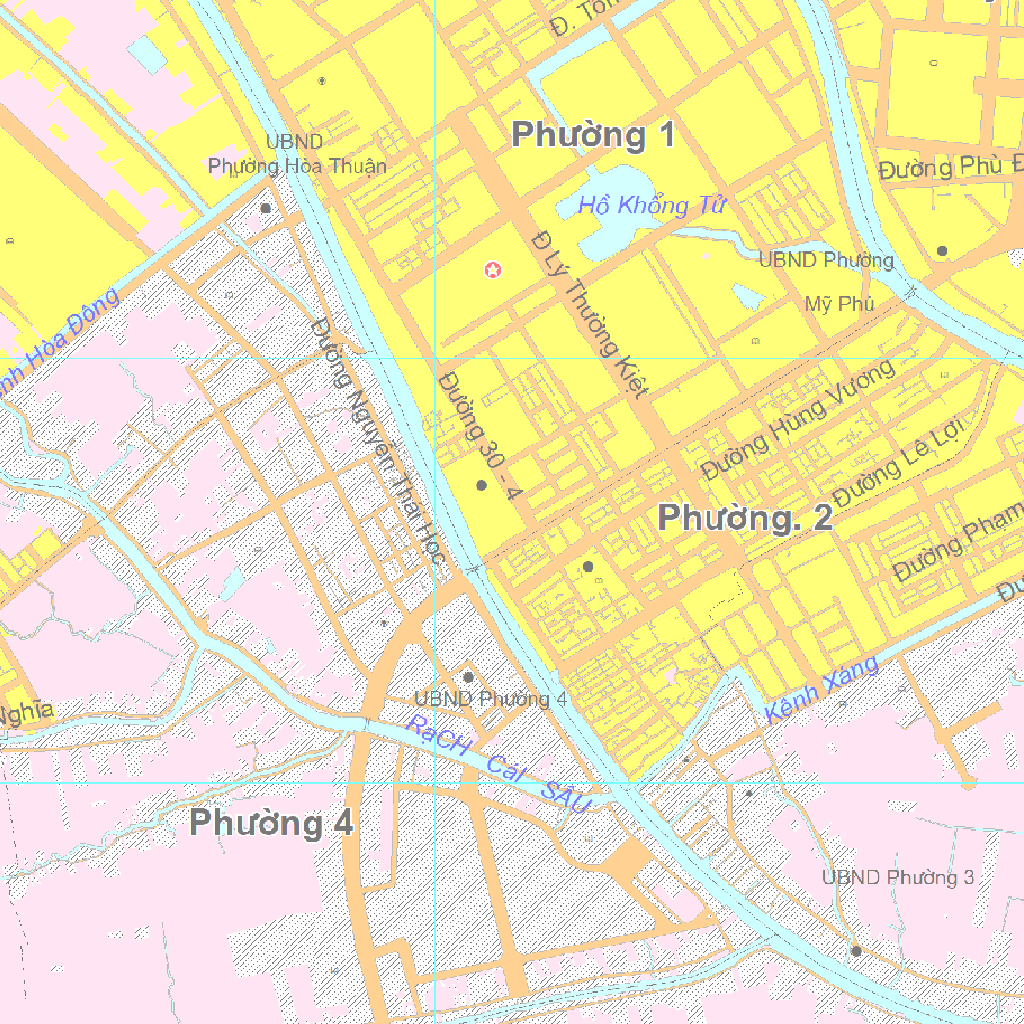 Đ. Tôn
UBND
Phường Hòa Thuận
Phường 1
Đường Phù Đ
Hồ Khổng Tử
Đ Lý Thường Kiệt
UBND Phường
Mỹ Phú
Kênh Hòa Đông
Đường Nguyễn Thái Học
Đường 30 - 4
Đường Hùng Vương
Đường Lê Lợi
Phường. 2
Đường Phạm
Kênh Xáng
UBND Phường 4
Nghĩa
RạCH Cái SÂU
Phường 4
UBND Phường 3